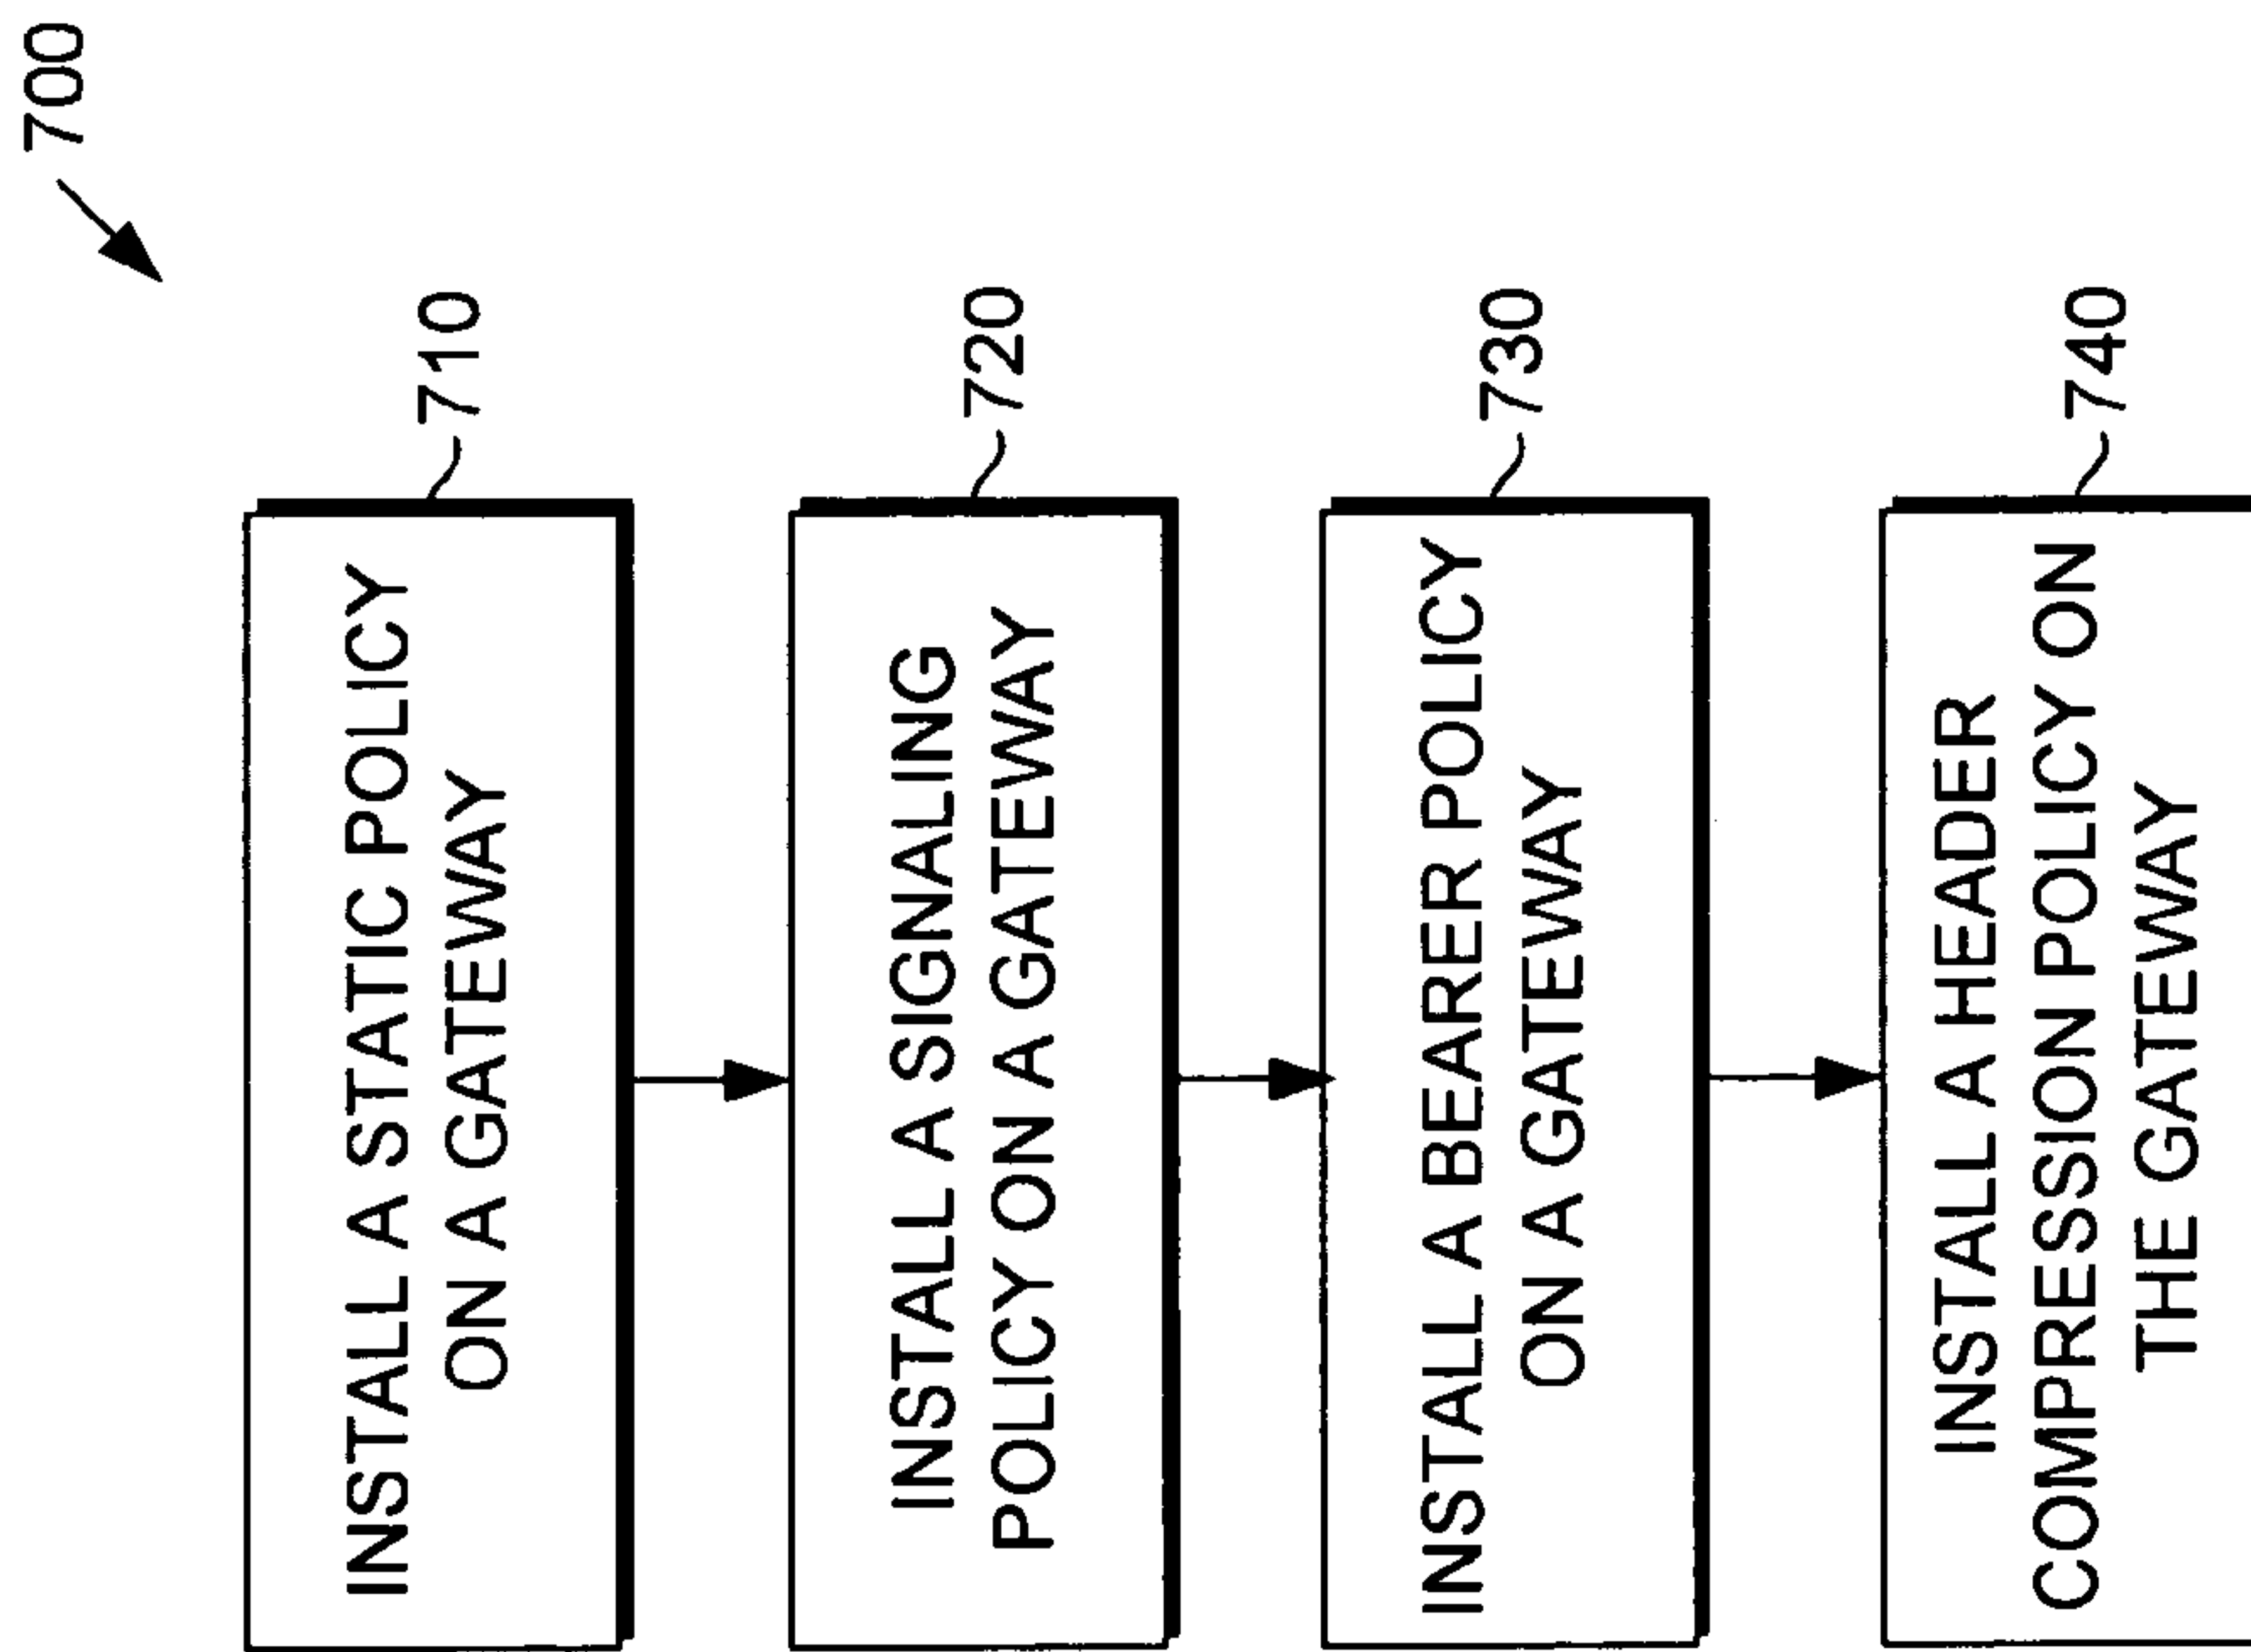 700
INSTALL A STATIC POLICY
ON A GATEWAY
710
INSTALL A SIGNALING
POLICY ON A GATEWAY
720
INSTALL A BEARER POLICY
ON A GATEWAY
730
INSTALL A HEADER
COMPRESSION POLICY ON
THE GATEWAY
740